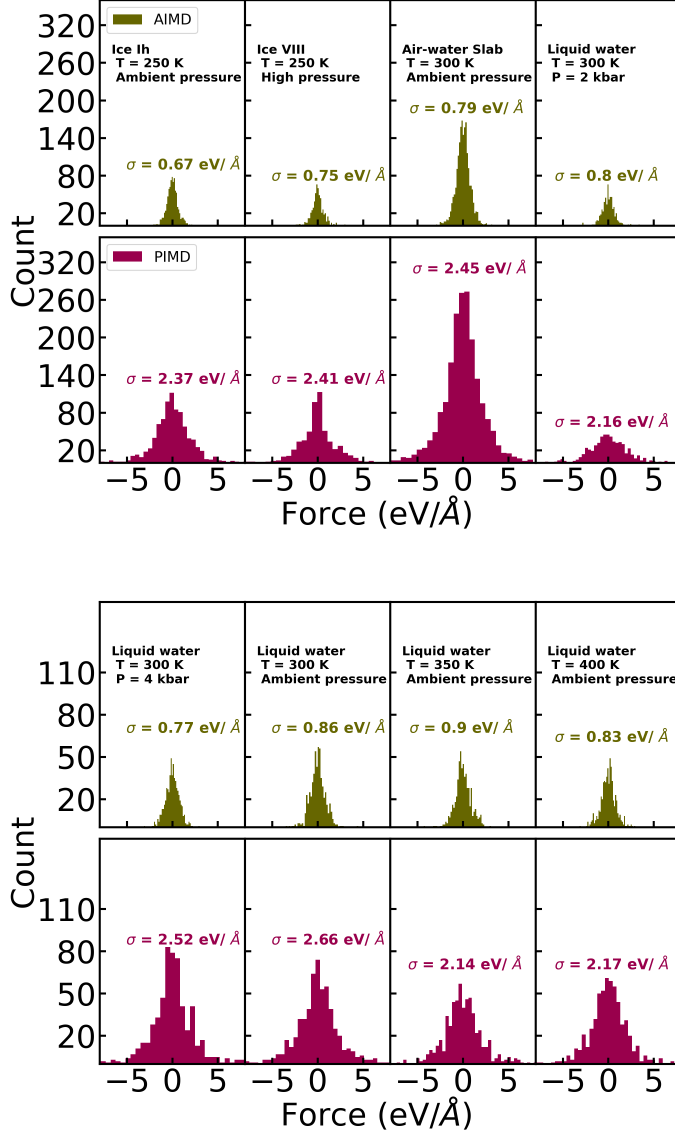 AIMD
Ice Ih
T = 250 K
Ambient pressure
Ice VIII
T = 250 K
High pressure
Air-water Slab
T = 300 K
Ambient pressure
Liquid water
T = 300 K
P = 2 kbar
σ = 0.67 eV/ Å
σ = 0.75 eV/ Å
σ = 0.79 eV/ Å
σ = 0.8 eV/ Å
320
260
200
140
80
20
PIMD
σ = 2.37 eV/ Å
σ = 2.41 eV/ Å
σ = 2.45 eV/ Å
σ = 2.16 eV/ Å
320
260
200
140
80
20
Count
−5 0 5 −5 0 5 −5 0 5 −5 0 5
Force (eV/Å)
Liquid water
T = 300 K
P = 4 kbar
Liquid water
T = 300 K
Ambient pressure
Liquid water
T = 350 K
Ambient pressure
Liquid water
T = 400 K
Ambient pressure
σ = 0.77 eV/ Å
σ = 0.86 eV/ Å
σ = 0.9 eV/ Å
σ = 0.83 eV/ Å
110
80
50
20
σ = 2.52 eV/ Å
σ = 2.66 eV/ Å
σ = 2.14 eV/ Å
σ = 2.17 eV/ Å
110
80
50
20
Count
−5 0 5 −5 0 5 −5 0 5 −5 0 5
Force (eV/Å)